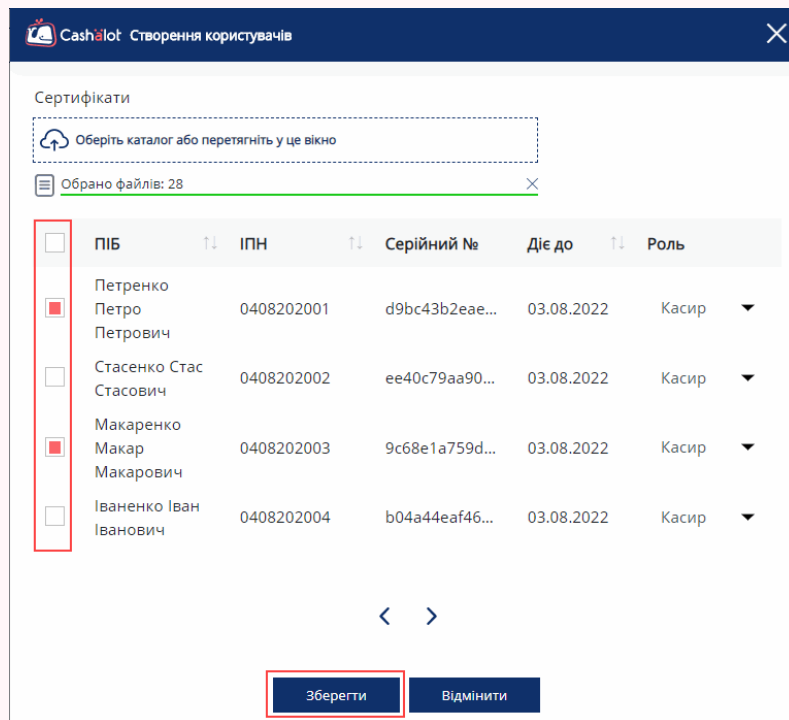 Cashälot Створення користувачів
Сертифікати
Оберіть каталог або перетягніть у це вікно
Обрано файлів: 28
ПІБ ІПН Серійний № Діє до Роль
Петренко Петро Петрович 0408202001 d9bc43b2eae... 03.08.2022 Касир
Стасенко Стас Стасович 0408202002 ee40c79aa90... 03.08.2022 Касир
Макаренко Макар Макарович 0408202003 9c68e1a759d... 03.08.2022 Касир
Іваненко Іван Іванович 0408202004 b04a44eaf46... 03.08.2022 Касир
Зберегти Відмінити